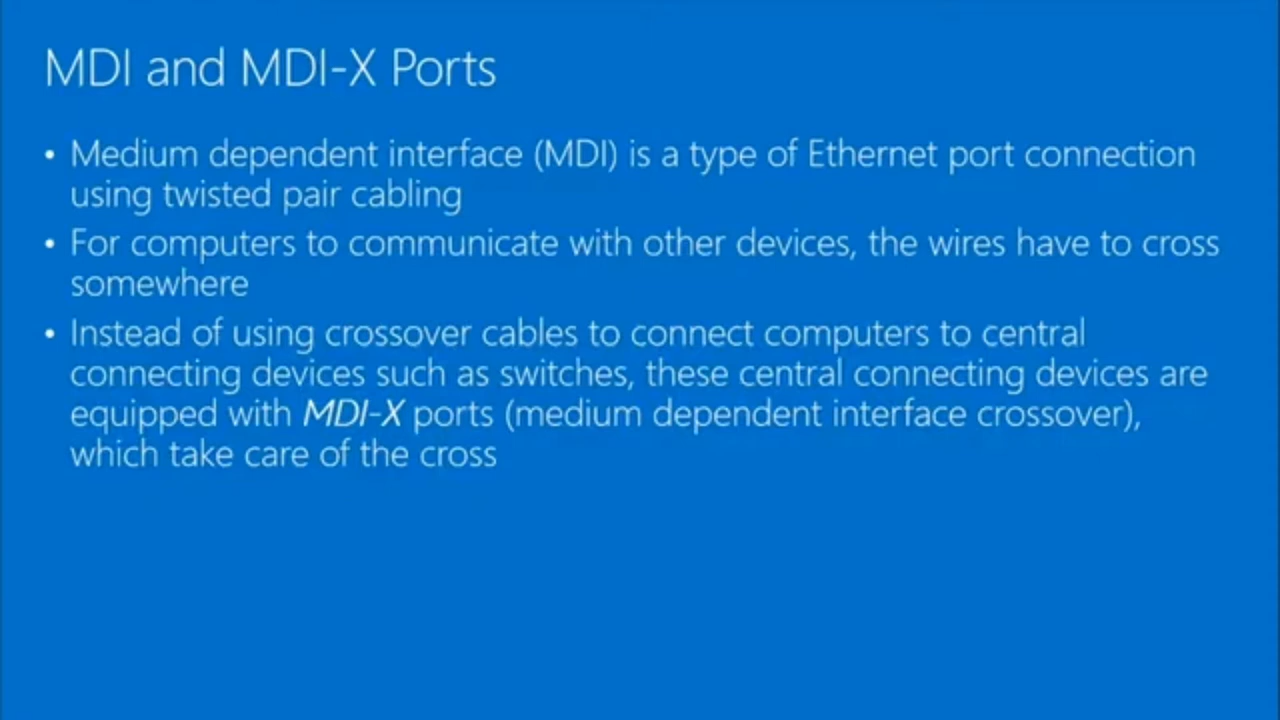 MDI and MDI-X Ports
• Medium dependent interface (MDI) is a type of Ethernet port connection
using twisted pair cabling
• For computers to communicate with other devices, the wires have to cross
somewhere
• Instead of using crossover cables to connect computers to central
connecting devices such as switches, these central connecting devices are
equipped with MDI-X ports (medium dependent interface crossover),
which take care of the cross